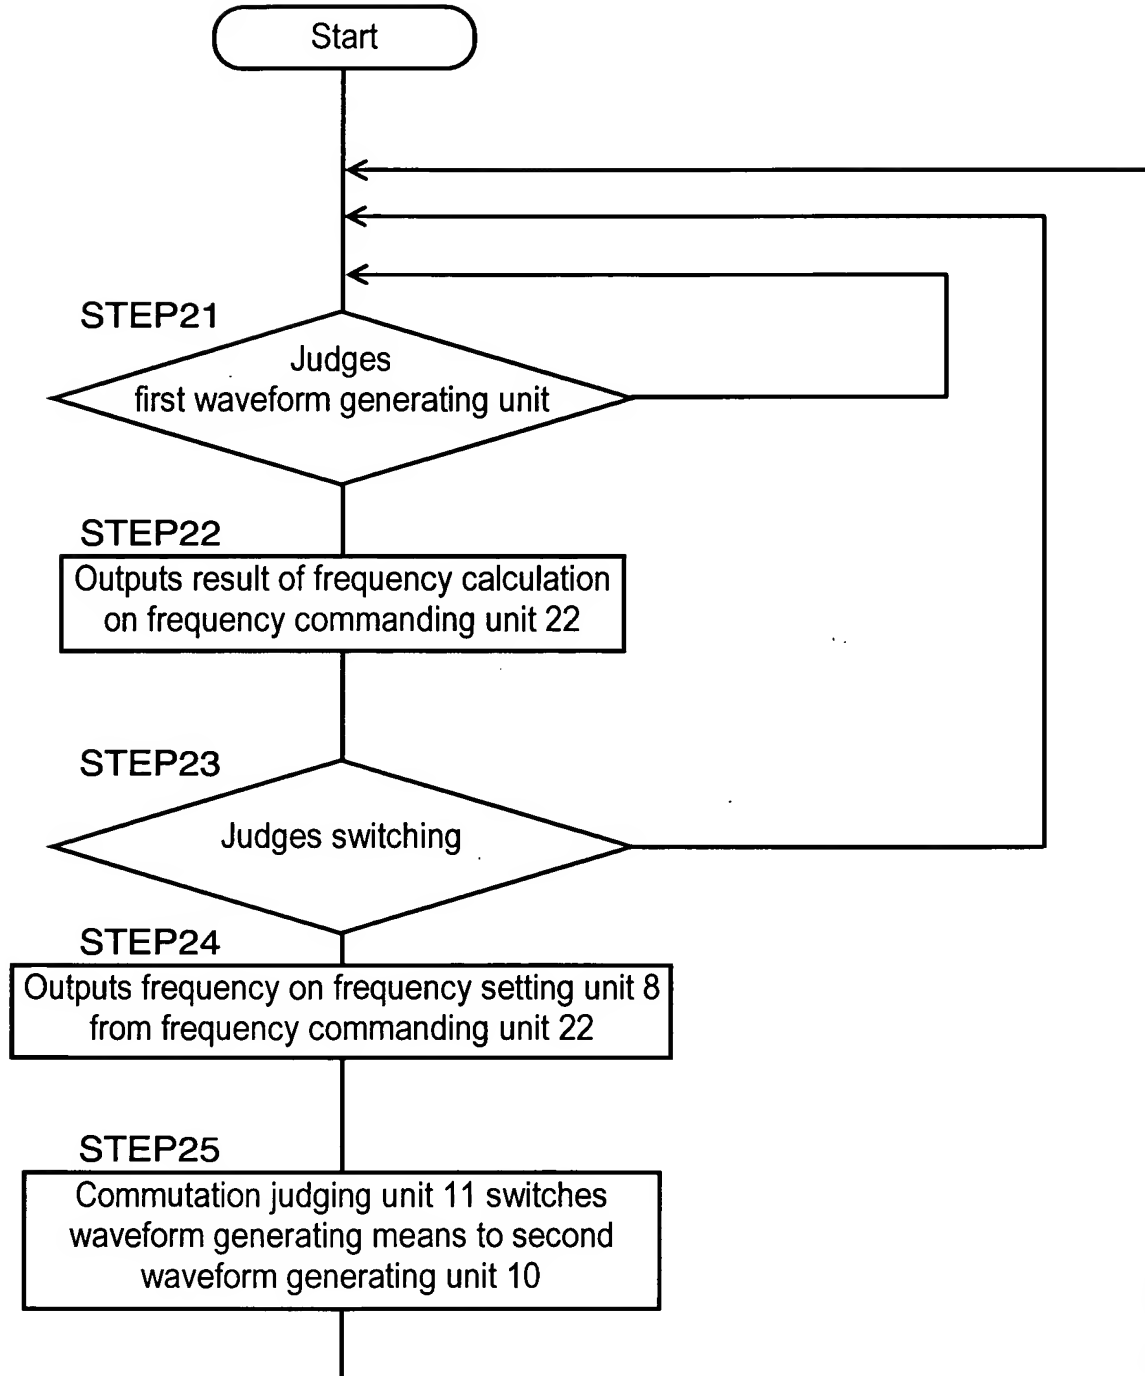 Start
STEP21
Judges
first waveform generating unit
STEP22
Outputs result of frequency calculation
on frequency commanding unit 22
STEP23
Judges switching
STEP24
Outputs frequency on frequency setting unit 8
from frequency commanding unit 22
STEP25
Commutation judging unit 11 switches
waveform generating means to second
waveform generating unit 10